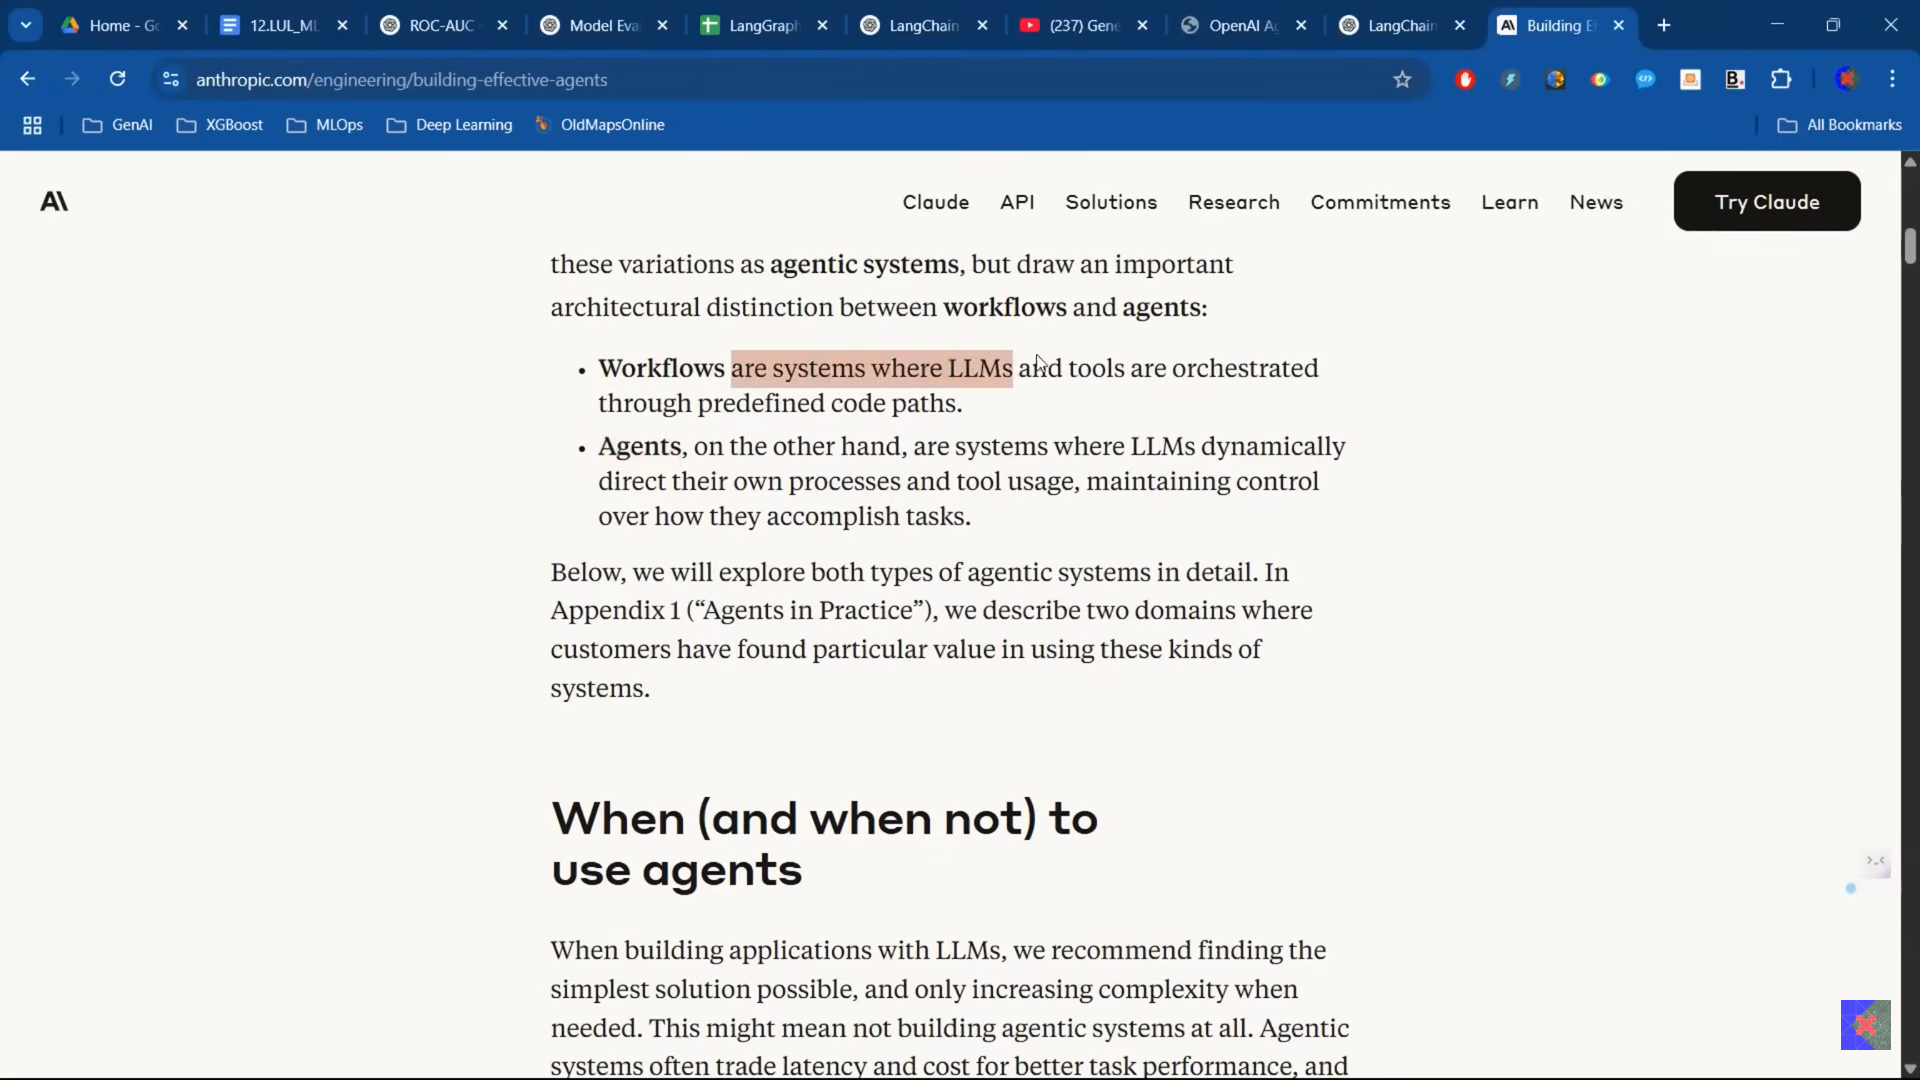 Home - Go
12.LUL_ML
ROC-AUC
Model Eva
LangGraph
LangChain
(237) Gene
OpenAI Ag
LangChain
Building Ef
anthropic.com/engineering/building-effective-agents
GenAI
XGBoost
MLOps
Deep Learning
OldMapsOnline
All Bookmarks
Claude
API
Solutions
Research
Commitments
Learn
News
Try Claude
these variations as agentic systems, but draw an important
architectural distinction between workflows and agents:
• Workflows are systems where LLMs and tools are orchestrated
through predefined code paths.
• Agents, on the other hand, are systems where LLMs dynamically
direct their own processes and tool usage, maintaining control
over how they accomplish tasks.
Below, we will explore both types of agentic systems in detail. In
Appendix 1 (“Agents in Practice”), we describe two domains where
customers have found particular value in using these kinds of
systems.
When (and when not) to
use agents
When building applications with LLMs, we recommend finding the
simplest solution possible, and only increasing complexity when
needed. This might mean not building agentic systems at all. Agentic
systems often trade latency and cost for better task performance, and